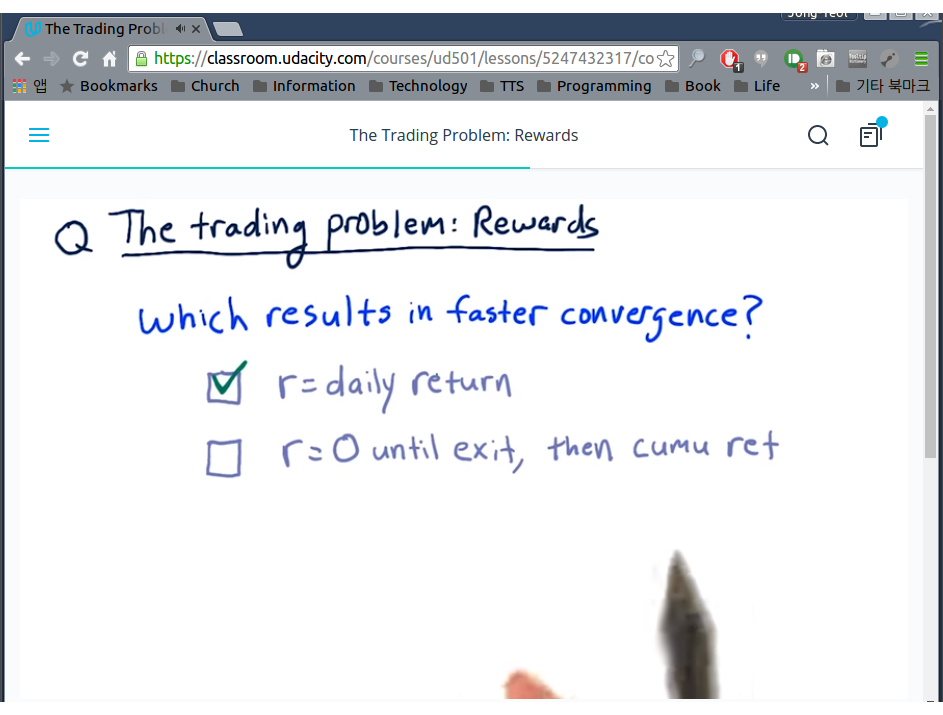 Jong Yeol
The Trading Probl
https://classroom.udacity.com/courses/ud501/lessons/5247432317/co
1
2
앱 Bookmarks Church Information Technology TTS Programming Book Life » 기타 북마크
The Trading Problem: Rewards
Q The trading problem: Rewards
Which results in faster convergence?
r=daily return
r=0 until exit, then cumu ret